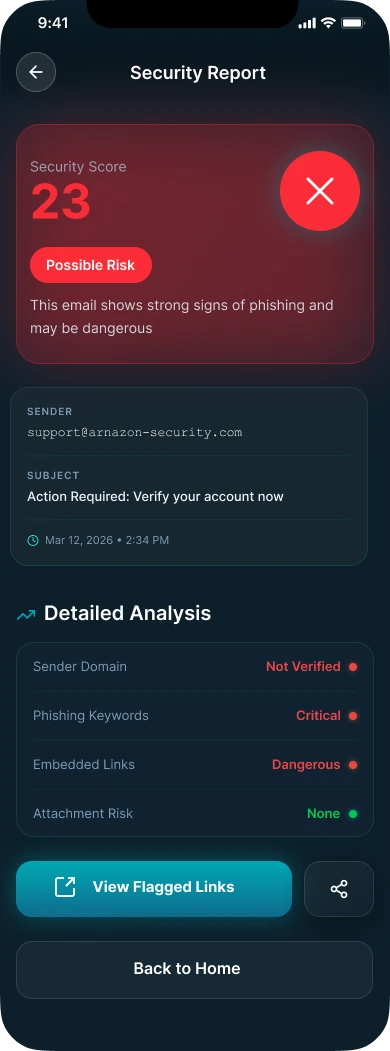 9:41
Security Report
Security Score
23
Possible Risk
This email shows strong signs of phishing and
may be dangerous
SENDER
support@arnazon-security.com
SUBJECT
Action Required: Verify your account now
Mar 12, 2026 • 2:34 PM
Detailed Analysis
Sender Domain Not Verified
Phishing Keywords Critical
Embedded Links Dangerous
Attachment Risk None
View Flagged Links
Back to Home